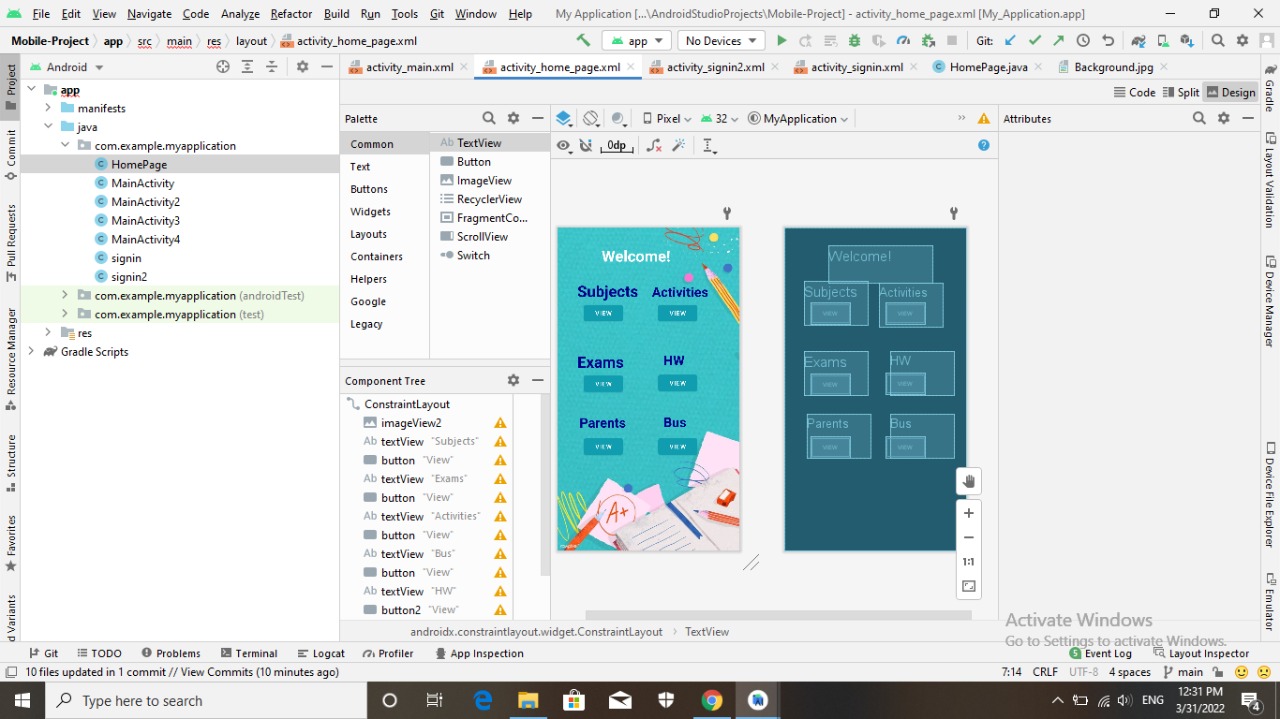 File Edit View Navigate Code Analyze Refactor Build Run Tools Git Window Help My Application [...\AndroidStudioProjects\Mobile-Project] - activity_home_page.xml [My_Application.app]
Mobile-Project app src main res layout activity_home_page.xml app No Devices Git:
Android
activity_main.xml activity_home_page.xml activity_signin2.xml activity_signin.xml HomePage.java Background.jpg
Code Split Design
Project
Commit
Pull Requests
Resource Manager
Structure
Favorites
d Variants
app
manifests
java
com.example.myapplication
HomePage
MainActivity
MainActivity2
MainActivity3
MainActivity4
signin
signin2
com.example.myapplication (androidTest)
com.example.myapplication (test)
res
Gradle Scripts
Palette
Common
Text
Buttons
Widgets
Layouts
Containers
Helpers
Google
Legacy
Ab TextView
Button
ImageView
RecyclerView
FragmentCo...
ScrollView
Switch
Component Tree
ConstraintLayout
imageView2
Ab textView "Subjects"
button "View"
Ab textView "Exams"
button "View"
Ab textView "Activities"
button "View"
Ab textView "Bus"
button "View"
Ab textView "HW"
button2 "View"
Pixel 32 MyApplication »
0dp
Welcome!
Subjects Activities
VIEW VIEW
Exams HW
VIEW VIEW
Parents Bus
VIEW VIEW
A+
Welcome!
Subjects Activities
VIEW VIEW
Exams HW
VIEW VIEW
Parents Bus
VIEW VIEW
1:1
Attributes
Gradle
Layout Validation
Device Manager
Device File Explorer
Emulator
androidx.constraintlayout.widget.ConstraintLayout TextView
Activate Windows
Go to Settings to activate Windows.
Git TODO Problems Terminal Logcat Profiler App Inspection 5 Event Log Layout Inspector
10 files updated in 1 commit // View Commits (10 minutes ago) 7:14 CRLF UTF-8 4 spaces main
Type here to search
ENG
12:31 PM
3/31/2022
4